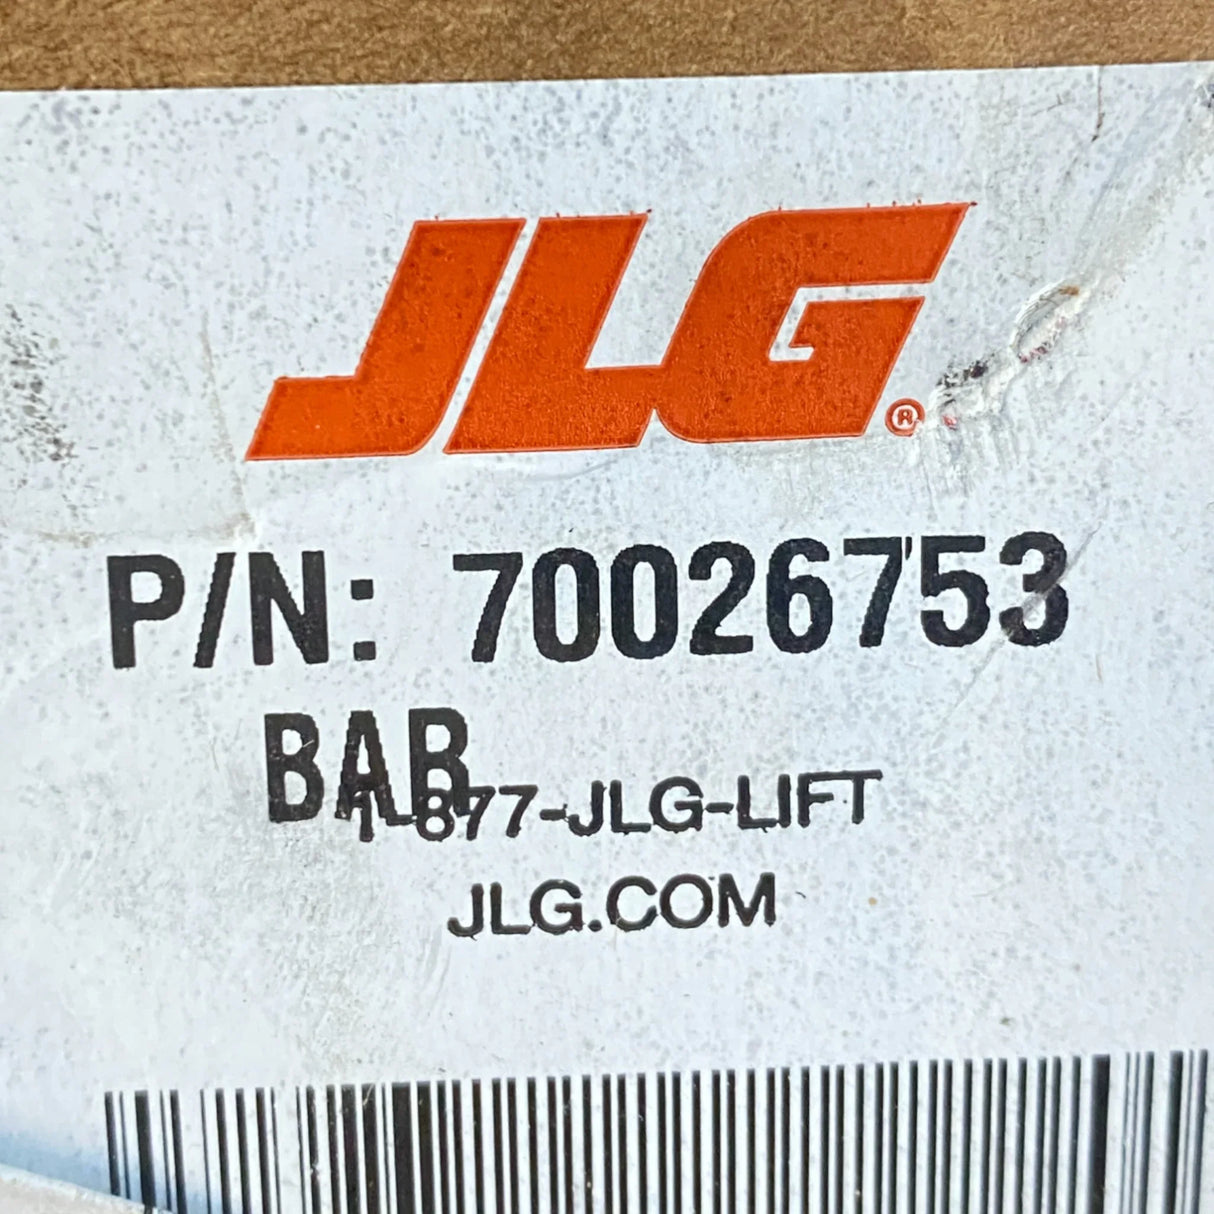 JLG®
P/N: 70026753
BAR
1-877-JLG-LIFT
JLG.COM